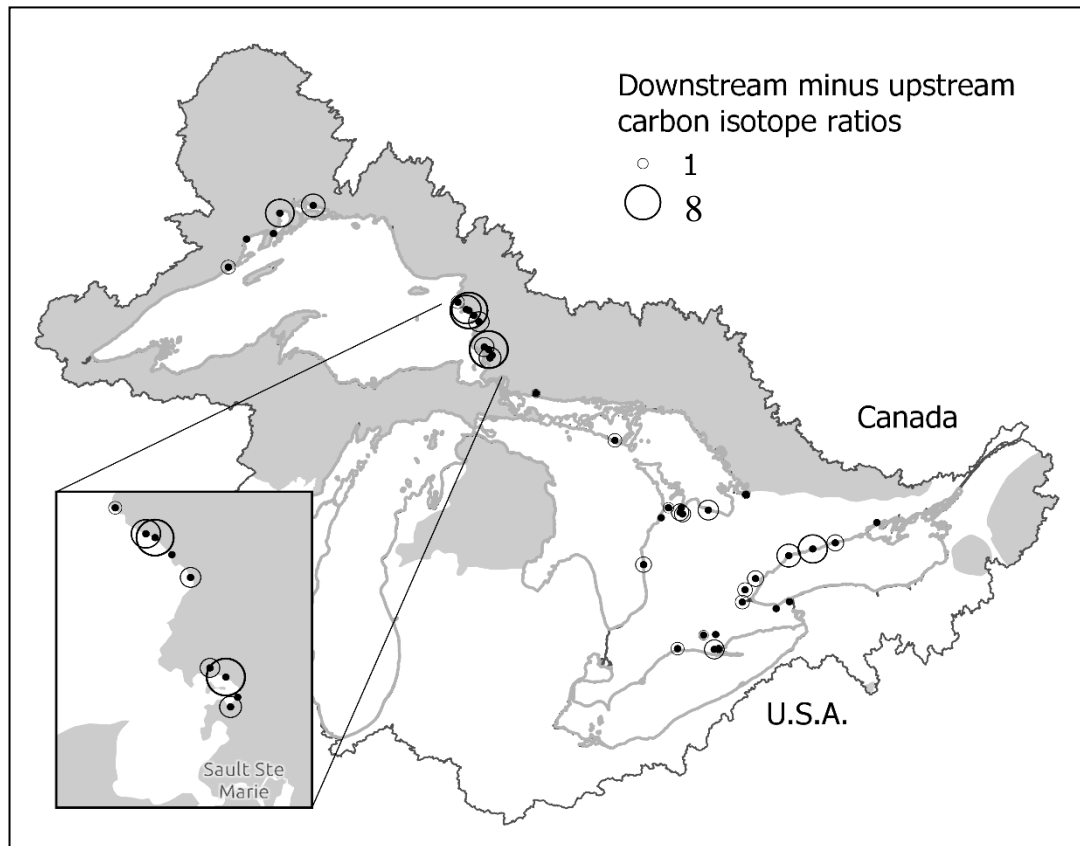 Downstream minus upstream
carbon isotope ratios
1
8
Canada
U.S.A.
Sault Ste
Marie